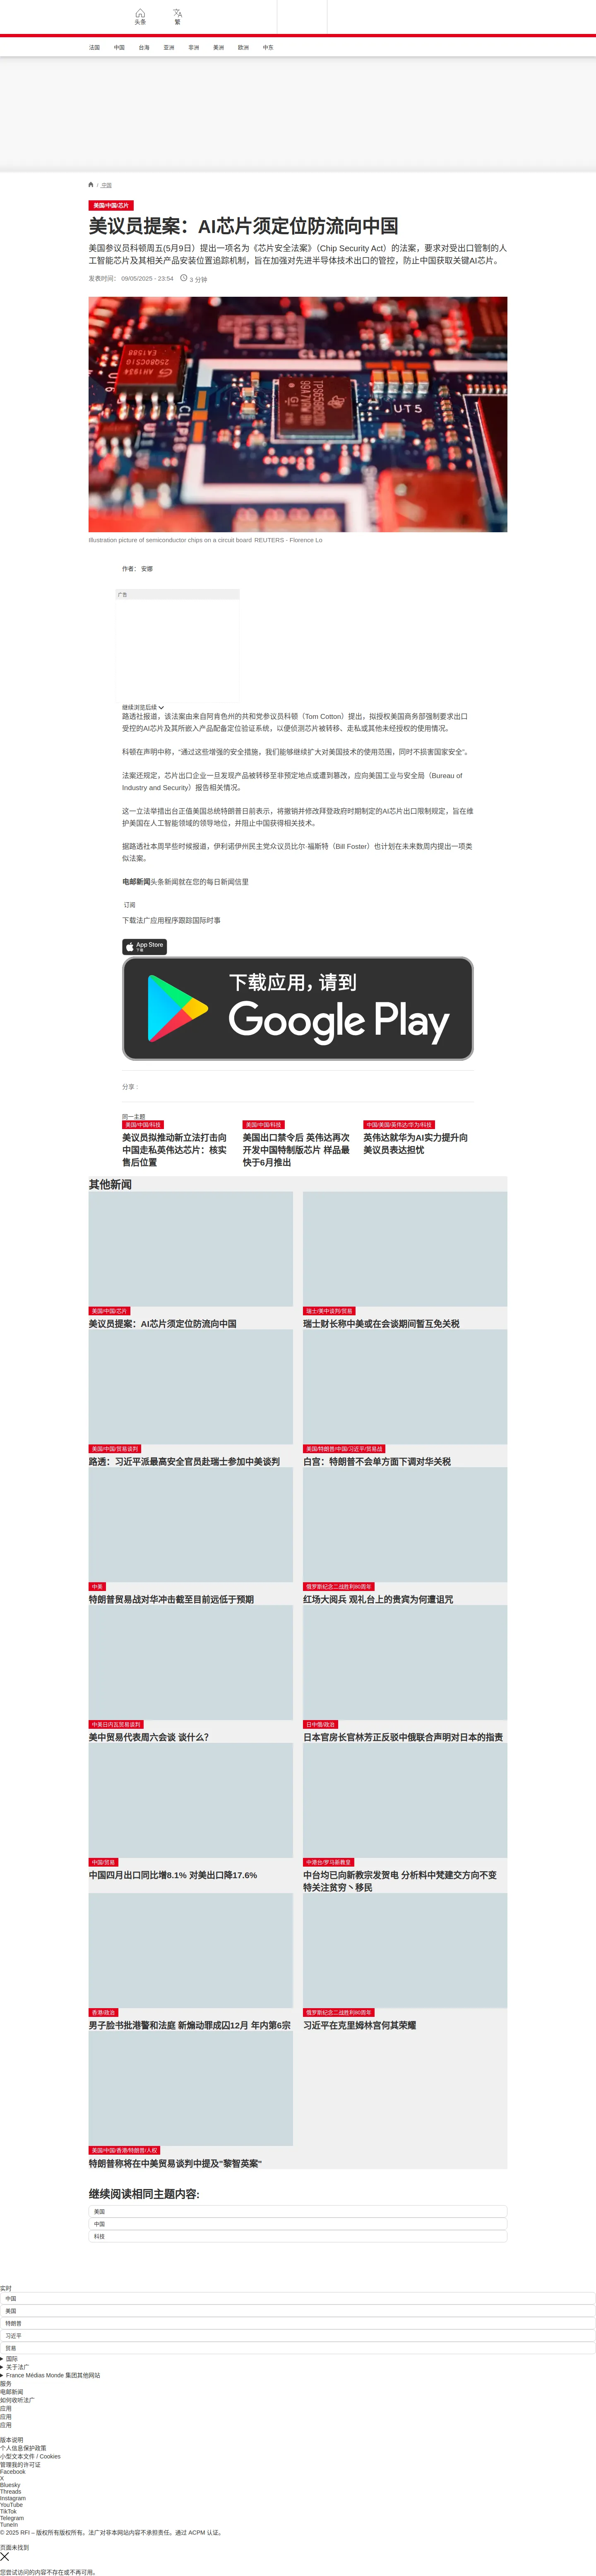 头条
繁
法国
中国
台海
亚洲
非洲
美洲
欧洲
中东
/ 中国
美国/中国/芯片
美议员提案：AI芯片须定位防流向中国
美国参议员科顿周五(5月9日）提出一项名为《芯片安全法案》（Chip Security Act）的法案，要求对受出口管制的人
工智能芯片及其相关产品安装位置追踪机制，旨在加强对先进半导体技术出口的管控，防止中国获取关键AI芯片。
发表时间： 09/05/2025 - 23:54
3 分钟
UT5
Illustration picture of semiconductor chips on a circuit board REUTERS - Florence Lo
作者： 安娜
广告
继续浏览后续
路透社报道，该法案由来自阿肯色州的共和党参议员科顿（Tom Cotton）提出，拟授权美国商务部强制要求出口
受控的AI芯片及其所嵌入产品配备定位验证系统，以便侦测芯片被转移、走私或其他未经授权的使用情况。
科顿在声明中称，“通过这些增强的安全措施，我们能够继续扩大对美国技术的使用范围，同时不损害国家安全”。
法案还规定，芯片出口企业一旦发现产品被转移至非预定地点或遭到篡改，应向美国工业与安全局（Bureau of
Industry and Security）报告相关情况。
这一立法举措出台正值美国总统特朗普日前表示，将撤销并修改拜登政府时期制定的AI芯片出口限制规定，旨在维
护美国在人工智能领域的领导地位，并阻止中国获得相关技术。
据路透社本周早些时候报道，伊利诺伊州民主党众议员比尔·福斯特（Bill Foster）也计划在未来数周内提出一项类
似法案。
电邮新闻头条新闻就在您的每日新闻信里
订阅
下载法广应用程序跟踪国际时事
App Store
下载
下载应用，请到
Google Play
分享 :
同一主题
美国/中国/科技
美议员拟推动新立法打击向
中国走私英伟达芯片：核实
售后位置
美国/中国/科技
美国出口禁令后 英伟达再次
开发中国特制版芯片 样品最
快于6月推出
中国/美国/英伟达/华为/科技
英伟达就华为AI实力提升向
美议员表达担忧
其他新闻
美国/中国/芯片
美议员提案：AI芯片须定位防流向中国
瑞士/美中谈判/贸易
瑞士财长称中美或在会谈期间暂互免关税
美国/中国/贸易谈判
路透：习近平派最高安全官员赴瑞士参加中美谈判
美国/特朗普/中国/习近平/贸易战
白宫：特朗普不会单方面下调对华关税
中美
特朗普贸易战对华冲击截至目前远低于预期
俄罗斯纪念二战胜利80周年
红场大阅兵 观礼台上的贵宾为何遭诅咒
中美日内瓦贸易谈判
美中贸易代表周六会谈 谈什么？
日中俄/政治
日本官房长官林芳正反驳中俄联合声明对日本的指责
中国/贸易
中国四月出口同比增8.1% 对美出口降17.6%
中港台/罗马新教皇
中台均已向新教宗发贺电 分析料中梵建交方向不变
特关注贫穷丶移民
香港/政治
男子脸书批港警和法庭 新煽动罪成囚12月 年内第6宗
俄罗斯纪念二战胜利80周年
习近平在克里姆林宫何其荣耀
美国/中国/香港/特朗普/人权
特朗普称将在中美贸易谈判中提及“黎智英案”
继续阅读相同主题内容:
美国
中国
科技
实时
中国
美国
特朗普
习近平
贸易
国际
关于法广
France Médias Monde 集团其他网站
服务
电邮新闻
如何收听法广
应用
应用
应用
版本说明
个人信息保护政策
小型文本文件 / Cookies
管理我的许可证
Facebook
X
Bluesky
Threads
Instagram
YouTube
TikTok
Telegram
TuneIn
© 2025 RFI – 版权所有版权所有。法广对非本网站内容不承担责任。通过 ACPM 认证。
页面未找到
您尝试访问的内容不存在或不再可用。